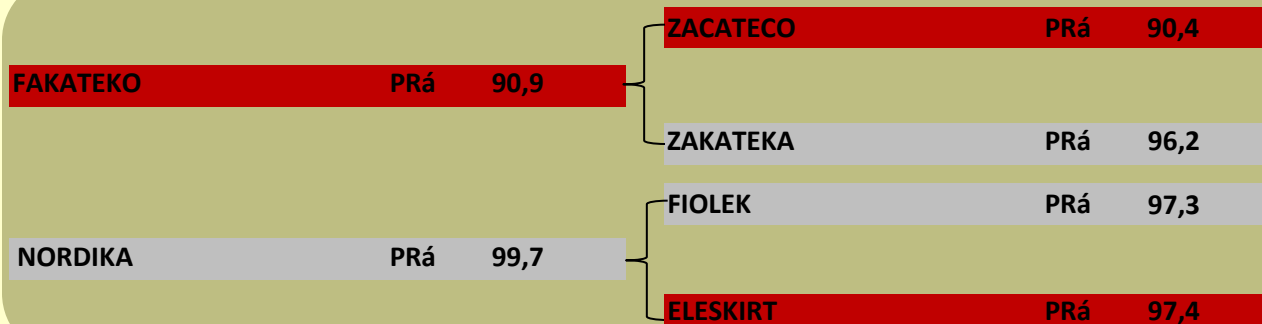 ZACATECO PRá 90,4
FAKATEKO PRá 90,9
ZAKATEKA PRá 96,2
FIOLEK PRá 97,3
NORDIKA PRá 99,7
ELESKIRT PRá 97,4